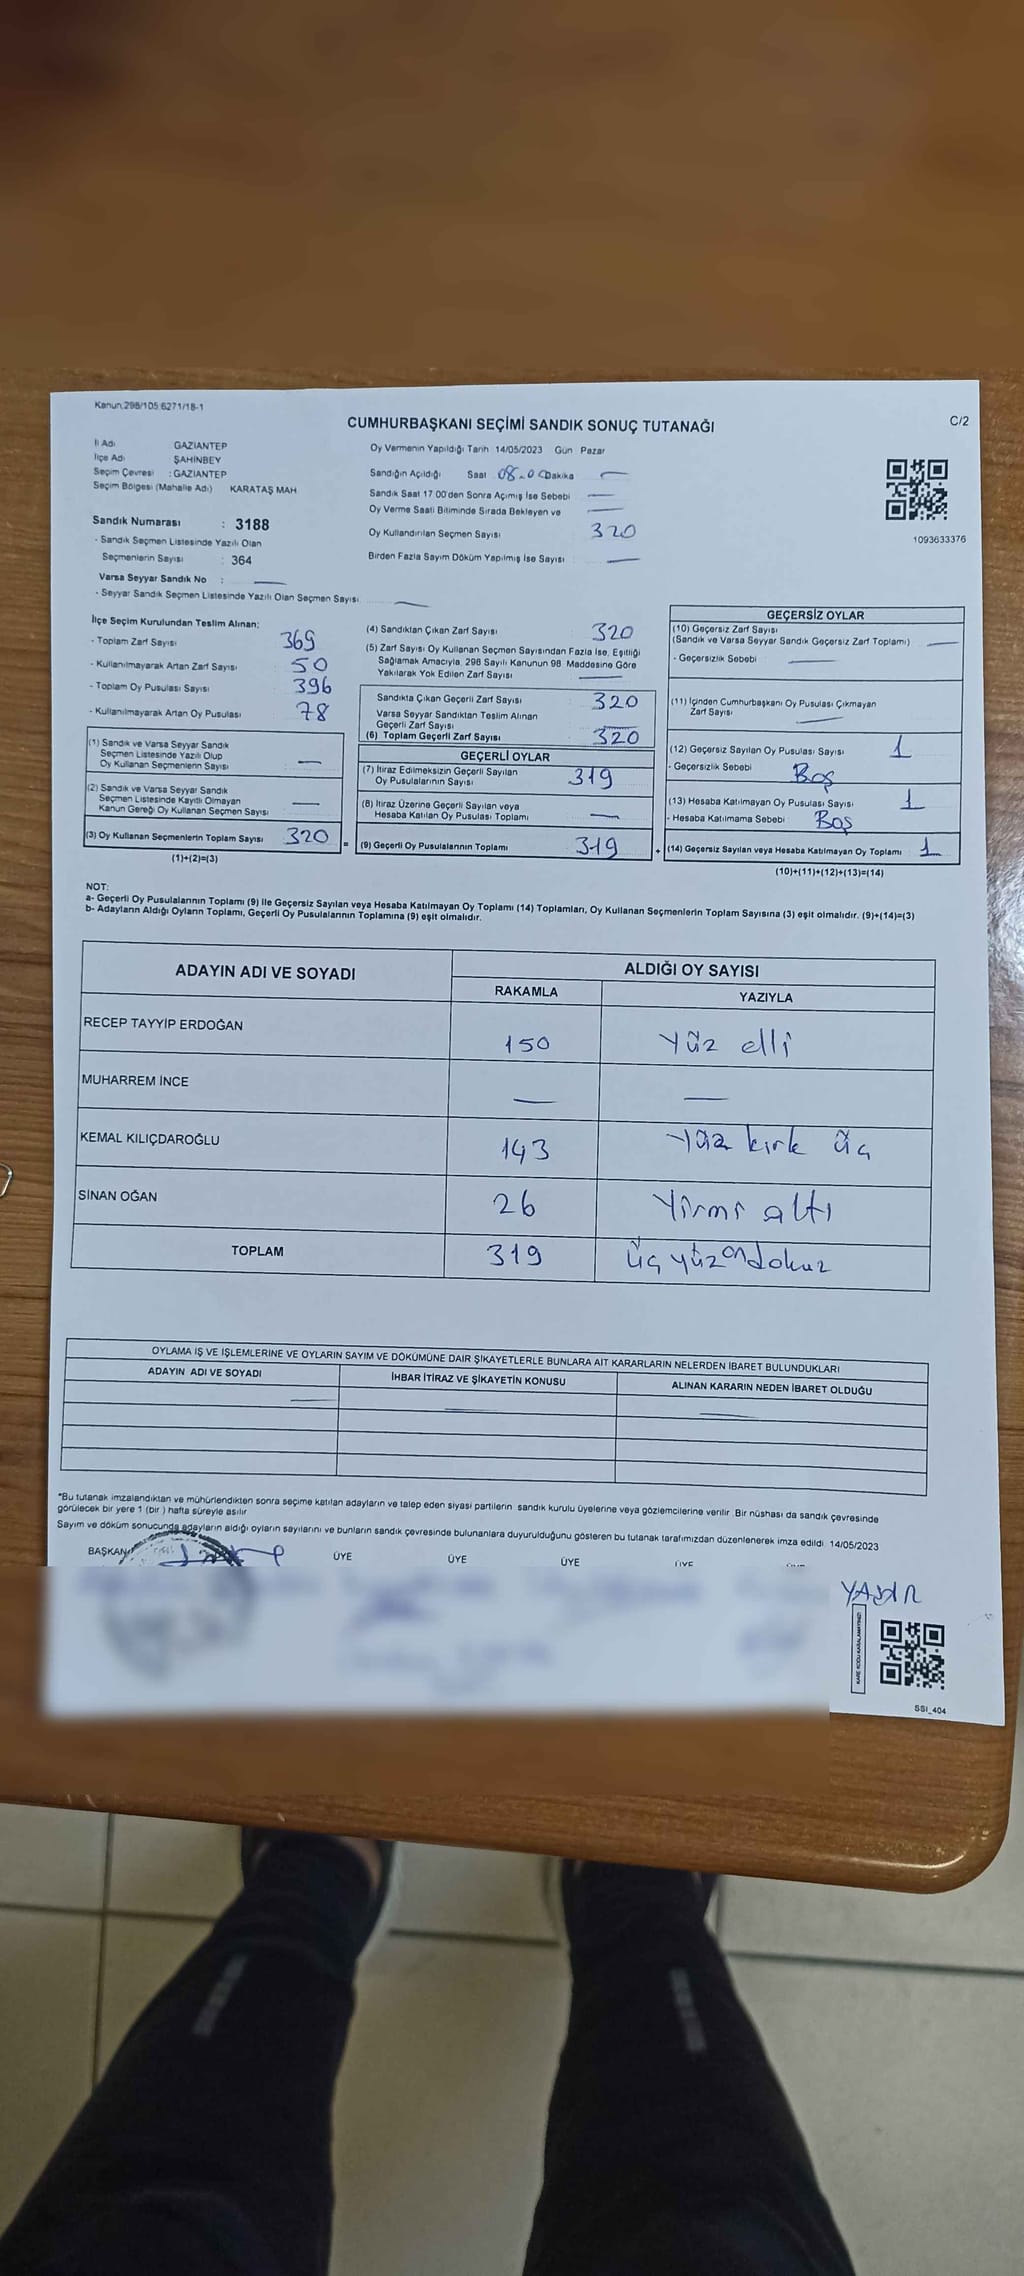 Kanun 298/105 6271/18-1
CUMHURBAŞKANI SEÇİMİ SANDIK SONUÇ TUTANAĞI
C/2
İl Adı GAZİANTEP
İlçe Adı ŞAHİNBEY
Seçim Çevresi : GAZİANTEP
Seçim Bölgesi (Mahalle Adı) KARATAŞ MAH
Oy Vermenin Yapıldığı Tarih 14/05/2023 Gün Pazar
Sandığın Açıldığı Saat 08.00 Dakika —
Sandık Saat 17 00'den Sonra Açımış İse Sebebi —
Oy Verme Saati Bitiminde Sırada Bekleyen ve —
Oy Kullandırılan Seçmen Sayısı 320
Birden Fazla Sayım Döküm Yapılmış İse Sayısı —
1093633376
Sandık Numarası : 3188
- Sandık Seçmen Listesinde Yazılı Olan
Seçmenlerin Sayısı : 364
Varsa Seyyar Sandık No : —
- Seyyar Sandık Seçmen Listesinde Yazılı Olan Seçmen Sayısı —
İlçe Seçim Kurulundan Teslim Alınan;
- Toplam Zarf Sayısı 369
- Kullanılmayarak Artan Zarf Sayısı 50
- Toplam Oy Pusulası Sayısı 396
- Kullanılmayarak Artan Oy Pusulası 78
(1) Sandık ve Varsa Seyyar Sandık
Seçmen Listesinde Yazılı Olup
Oy Kullanan Seçmenlerin Sayısı —
(2) Sandık ve Varsa Seyyar Sandık
Seçmen Listesinde Kayıtlı Olmayan
Kanun Gereği Oy Kullanan Seçmen Sayısı —
(3) Oy Kullanan Seçmenlerin Toplam Sayısı 320
(1)+(2)=(3)
=
(4) Sandıktan Çıkan Zarf Sayısı 320
(5) Zarf Sayısı Oy Kullanan Seçmen Sayısından Fazla İse, Eşitliği
Sağlamak Amacıyla, 298 Sayılı Kanunun 98 Maddesine Göre
Yakılarak Yok Edilen Zarf Sayısı —
Sandıkta Çıkan Geçerli Zarf Sayısı 320
Varsa Seyyar Sandıktan Teslim Alınan
Geçerli Zarf Sayısı —
(6) Toplam Geçerli Zarf Sayısı 320
GEÇERLİ OYLAR
(7) İtiraz Edilmeksizin Geçerli Sayılan
Oy Pusulalarının Sayısı 319
(8) İtiraz Üzerine Geçerli Sayılan veya
Hesaba Katılan Oy Pusulası Toplamı —
(9) Geçerli Oy Pusulalarının Toplamı 319
+
GEÇERSİZ OYLAR
(10) Geçersiz Zarf Sayısı
(Sandık ve Varsa Seyyar Sandık Geçersiz Zarf Toplamı) —
- Geçersizlik Sebebi —
(11) İçinden Cumhurbaşkanı Oy Pusulası Çıkmayan
Zarf Sayısı —
(12) Geçersiz Sayılan Oy Pusulası Sayısı 1
- Geçersizlik Sebebi Boş
(13) Hesaba Katılmayan Oy Pusulası Sayısı 1
- Hesaba Katılmama Sebebi Boş
(14) Geçersiz Sayılan veya Hesaba Katılmayan Oy Toplamı 1
(10)+(11)+(12)+(13)=(14)
NOT:
a- Geçerli Oy Pusulalarının Toplamı (9) ile Geçersiz Sayılan veya Hesaba Katılmayan Oy Toplamı (14) Toplamları, Oy Kullanan Seçmenlerin Toplam Sayısına (3) eşit olmalıdır. (9)+(14)=(3)
b- Adayların Aldığı Oyların Toplamı, Geçerli Oy Pusulalarının Toplamına (9) eşit olmalıdır.
ADAYIN ADI VE SOYADI
ALDIĞI OY SAYISI
RAKAMLA YAZIYLA
RECEP TAYYİP ERDOĞAN 150 yüz elli
MUHARREM İNCE — —
KEMAL KILIÇDAROĞLU 143 yüz kırk üç
SİNAN OĞAN 26 Yirmi altı
TOPLAM 319 üç yüz on dokuz
OYLAMA İŞ VE İŞLEMLERİNE VE OYLARIN SAYIM VE DÖKÜMÜNE DAİR ŞİKAYETLERLE BUNLARA AİT KARARLARIN NELERDEN İBARET BULUNDUKLARI
ADAYIN ADI VE SOYADI İHBAR İTİRAZ VE ŞİKAYETİN KONUSU ALINAN KARARIN NEDEN İBARET OLDUĞU
— — —
*Bu tutanak imzalandıktan ve mühürlendikten sonra seçime katılan adayların ve talep eden siyasi partilerin sandık kurulu üyelerine veya gözlemcilerine verilir Bir nüshası da sandık çevresinde
görülecek bir yere 1 (bir) hafta süreyle asılır
Sayım ve döküm sonucunda adayların aldığı oyların sayılarını ve bunların sandık çevresinde bulunanlara duyurulduğunu gösteren bu tutanak tarafımızdan düzenlenerek imza edildi 14/05/2023
BAŞKAN ÜYE ÜYE ÜYE ÜYE
KARE KODU KARALAMAYINIZ!
SSI_404